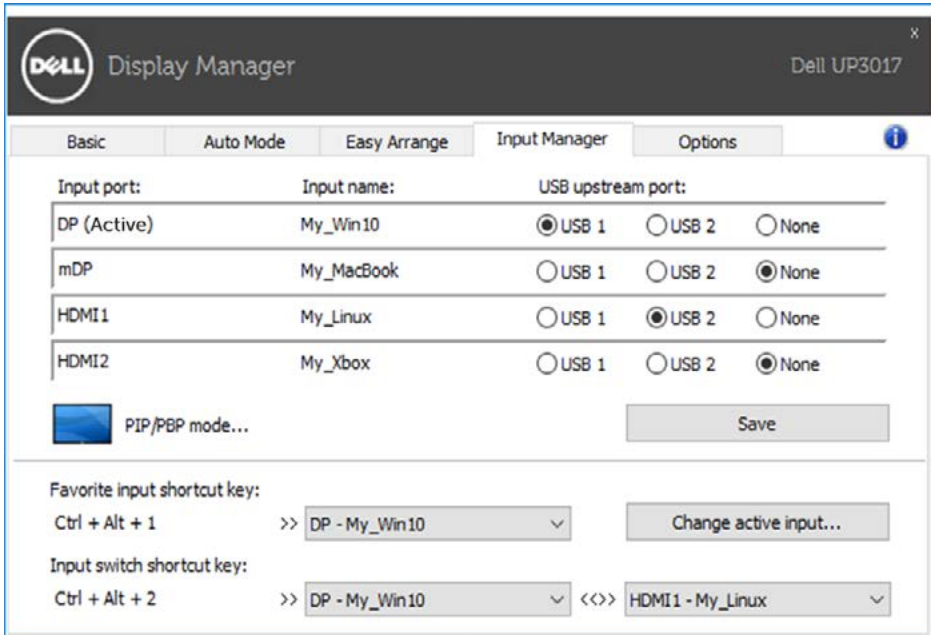 DELL Display Manager Dell UP3017 x
Basic Auto Mode Easy Arrange Input Manager Options i
Input port: Input name: USB upstream port:
DP (Active) My_Win10 USB 1 USB 2 None
mDP My_MacBook USB 1 USB 2 None
HDMI1 My_Linux USB 1 USB 2 None
HDMI2 My_Xbox USB 1 USB 2 None
PIP/PBP mode... Save
Favorite input shortcut key:
Ctrl + Alt + 1 >> DP - My_Win10 Change active input...
Input switch shortcut key:
Ctrl + Alt + 2 >> DP - My_Win10 <<>> HDMI1 - My_Linux